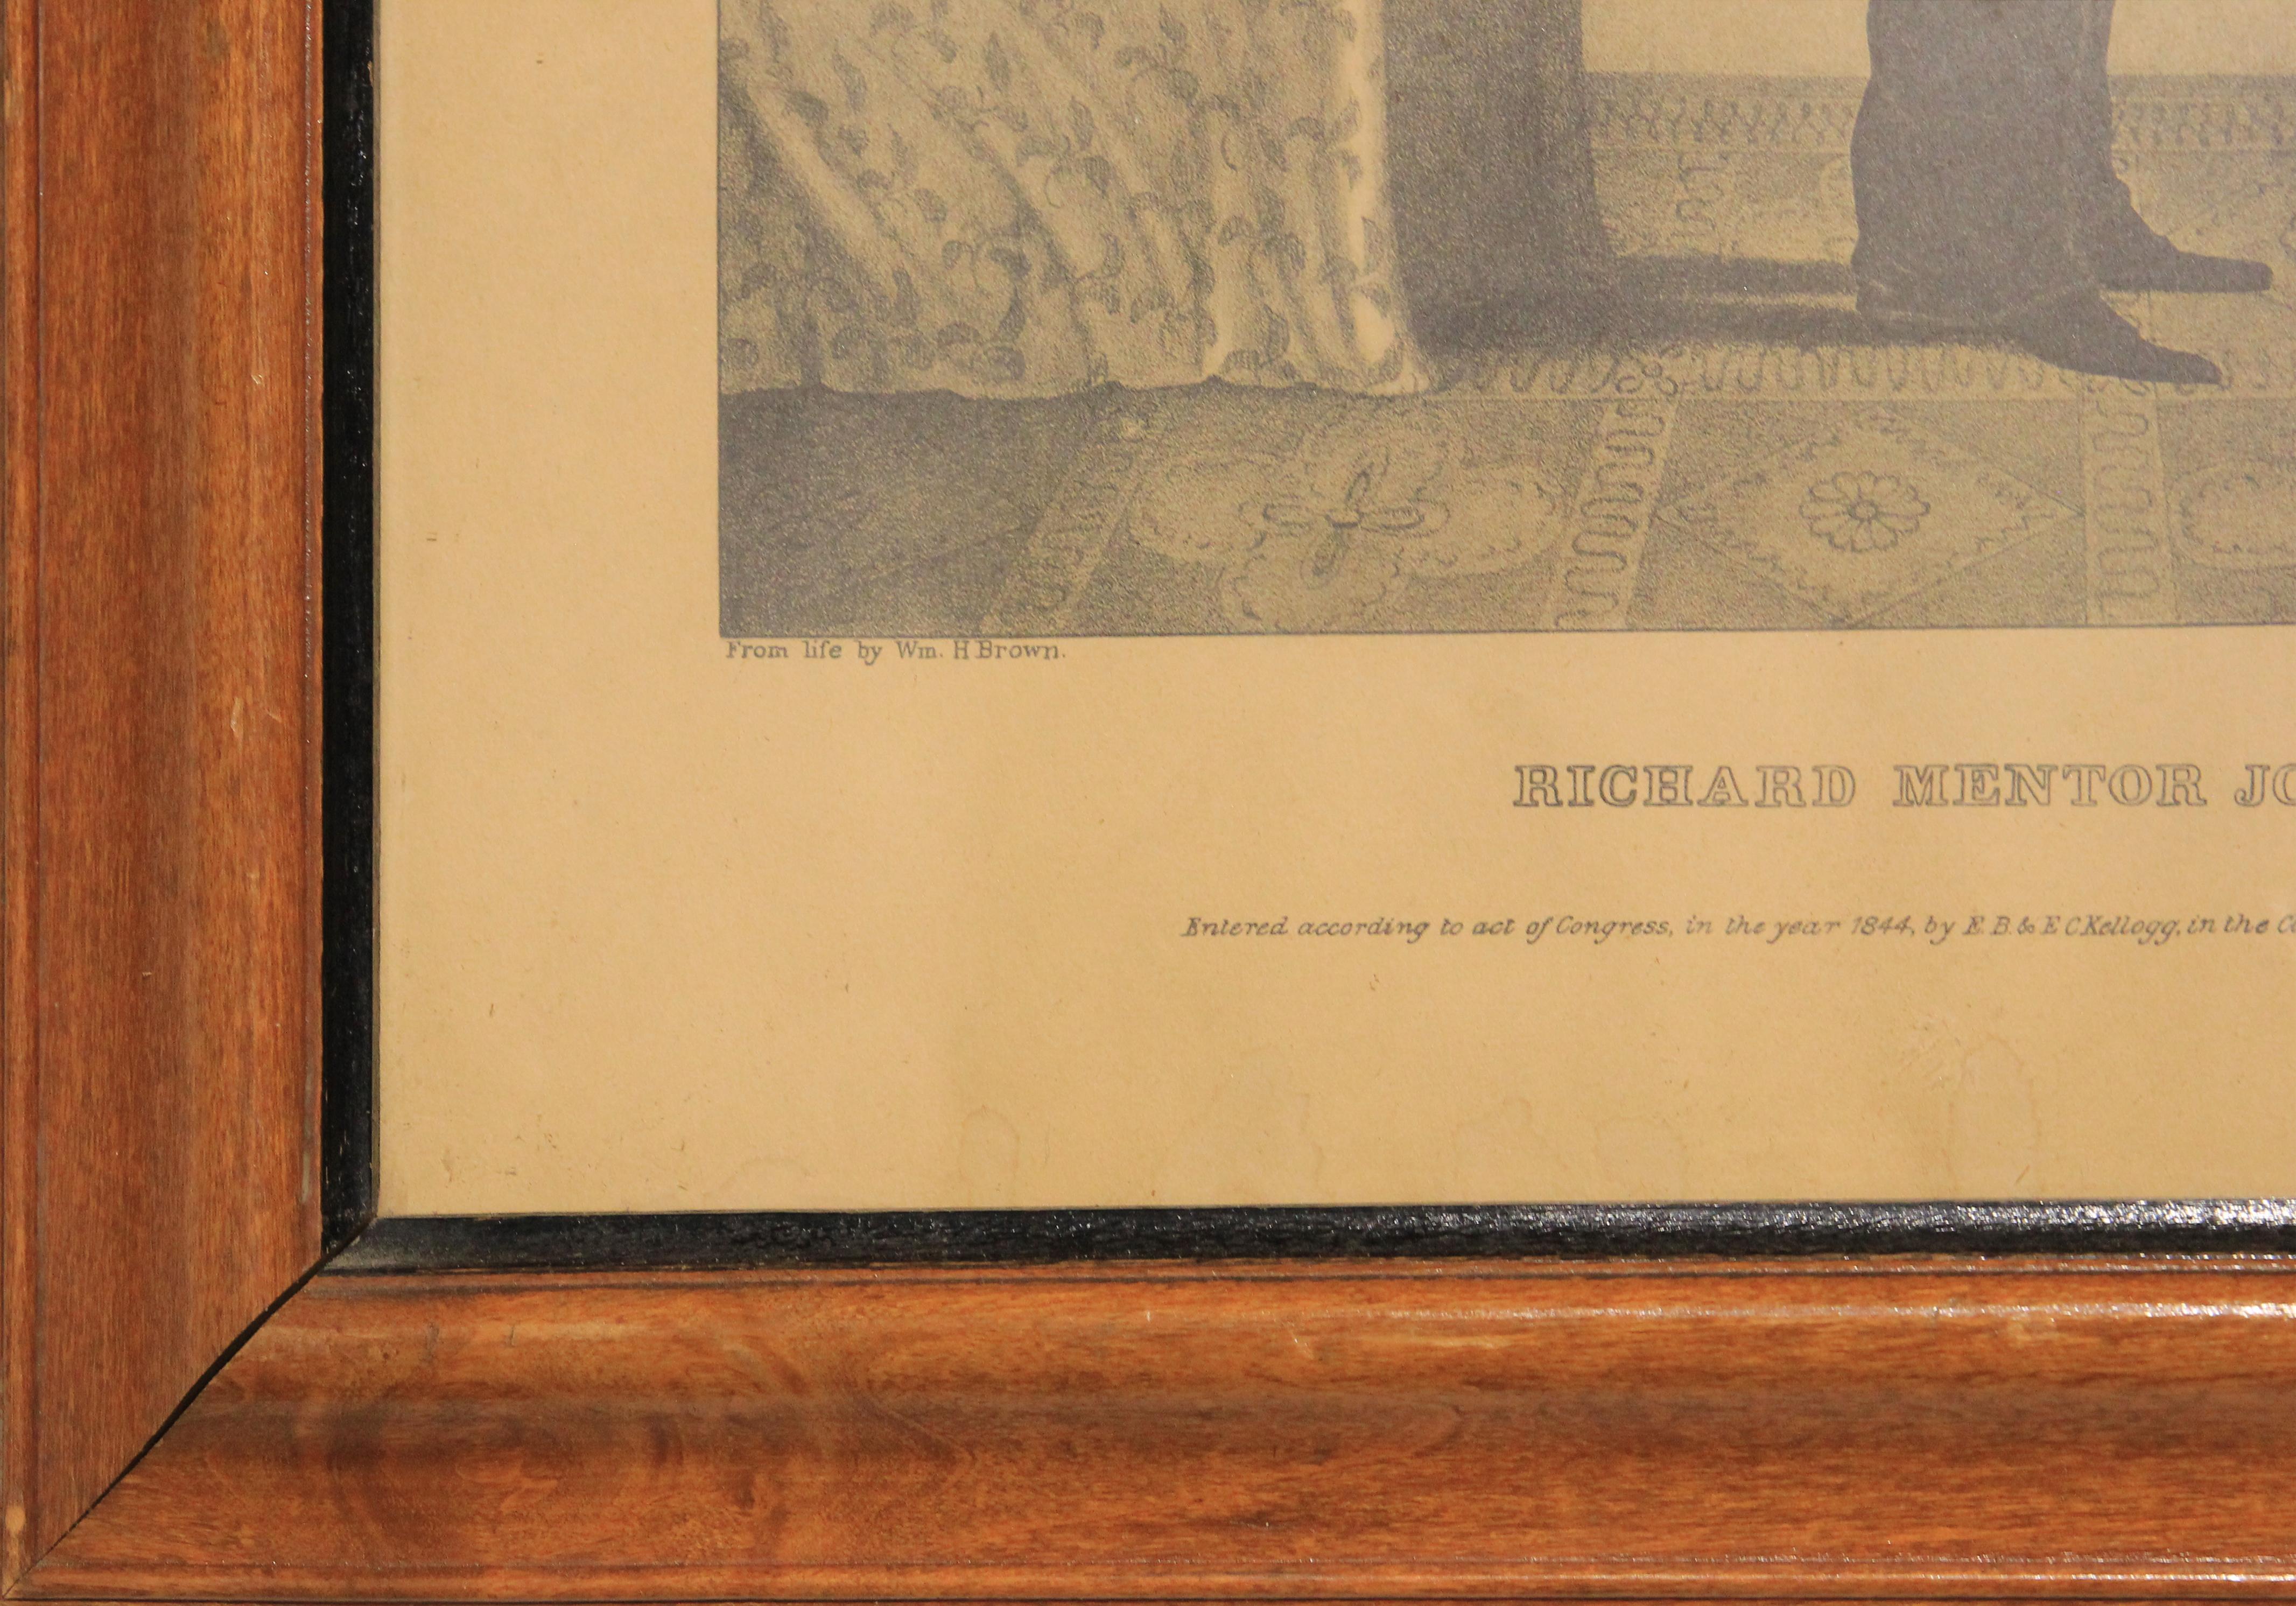 From life by Wm. H Brown.
RICHARD MENTOR JO
Entered according to act of Congress, in the year 1844, by E. B. & E C Kellogg, in the C